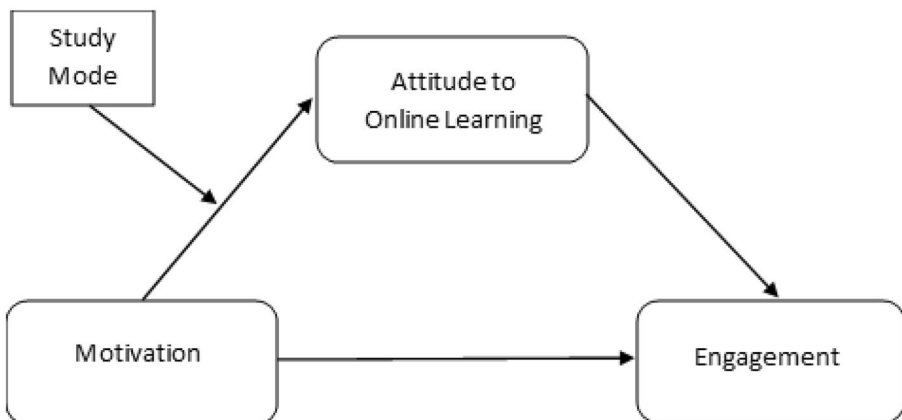 Study
Mode
Attitude to
Online Learning
Motivation
Engagement